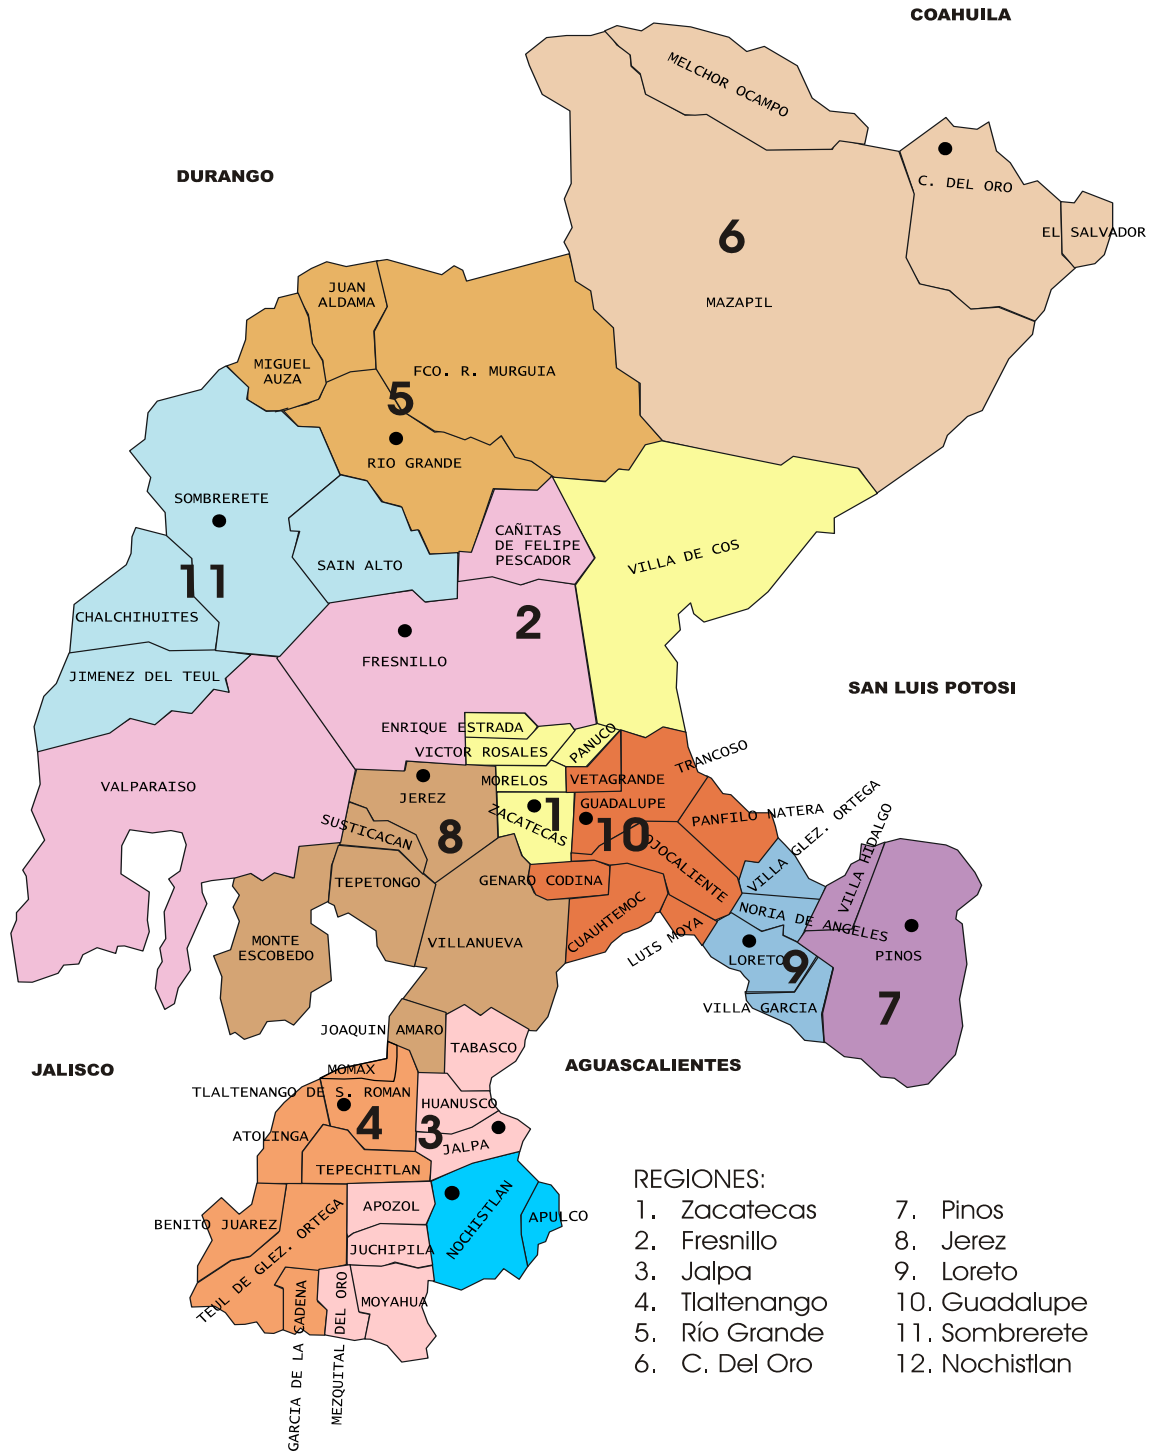 COAHUILA
MELCHOR OCAMPO
DURANGO
C. DEL ORO
6
EL SALVADOR
MAZAPIL
JUAN
ALDAMA
MIGUEL
AUZA
FCO. R. MURGUIA
5
RIO GRANDE
SOMBRERETE
CAÑITAS
DE FELIPE
PESCADOR
VILLA DE COS
SAIN ALTO
11
CHALCHIHUITES
2
FRESNILLO
JIMENEZ DEL TEUL
SAN LUIS POTOSI
ENRIQUE ESTRADA
PANUCO
VICTOR ROSALES
TRANCOSO
VALPARAISO
MORELOS
VETAGRANDE
JEREZ
GUADALUPE
ZACATECAS
1
PANFILO NATERA
VILLA GLEZ. ORTEGA
VILLA HIDALGO
SUSTICACAN
8
10
OJOCALIENTE
TEPETONGO
GENARO CODINA
CUAUHTEMOC
LUIS MOYA
NORIA DE ANGELES
MONTE
ESCOBEDO
VILLANUEVA
LORETO
9
PINOS
7
VILLA GARCIA
JOAQUIN AMARO
TABASCO
JALISCO
AGUASCALIENTES
MOMAX
TLALTENANGO DE S. ROMAN
HUANUSCO
4
3
ATOLINGA
JALPA
TEPECHITLAN
APOZOL
NOCHISTLAN
APULCO
BENITO JUAREZ
TEUL DE GLEZ. ORTEGA
JUCHIPILA
MOYAHUA
GARCIA DE LA CADENA
MEZQUITAL DEL ORO
REGIONES:
1. Zacatecas
2. Fresnillo
3. Jalpa
4. Tlaltenango
5. Río Grande
6. C. Del Oro
7. Pinos
8. Jerez
9. Loreto
10. Guadalupe
11. Sombrerete
12. Nochistlan